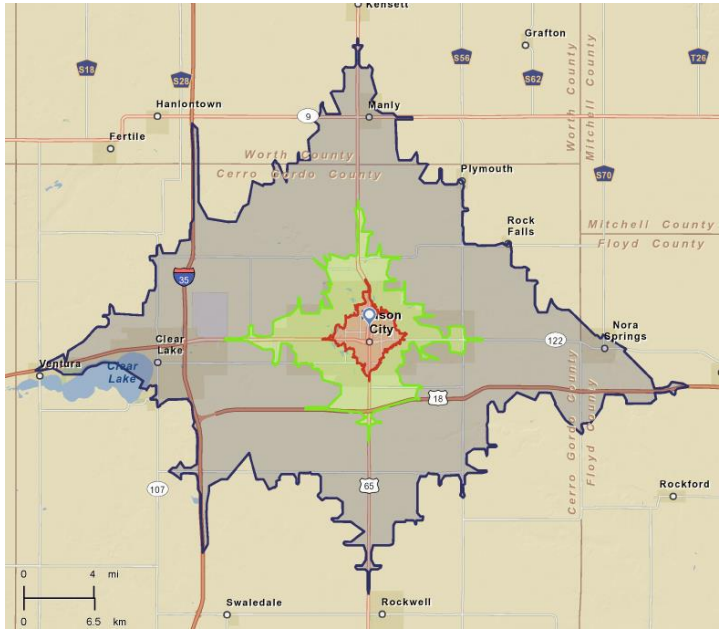 Kensett
Grafton
S18
S28
S56
S62
T26
Hanlontown
9
Manly
Fertile
Worth County
Mitchell County
Worth County
Cerro Gordo County
Plymouth
S70
Rock
Falls
Mitchell County
Floyd County
35
son
City
Clear
Lake
122
Nora
Springs
Ventura
Clear
Lake
18
Cerro Gordo County
Floyd County
107
65
Rockford
0 4 mi
0 6.5 km
Swaledale
Rockwell